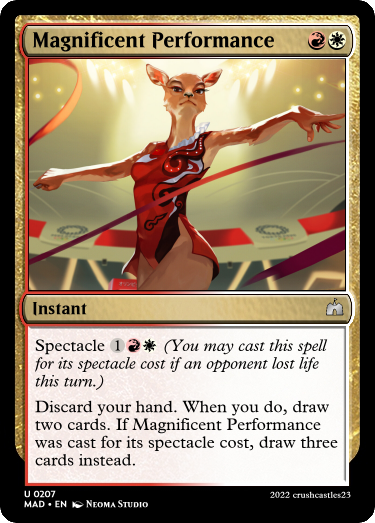 Magnificent Performance
Instant
Spectacle 1 (You may cast this spell
for its spectacle cost if an opponent lost life
this turn.)
Discard your hand. When you do, draw
two cards. If Magnificent Performance
was cast for its spectacle cost, draw three
cards instead.
U 0207
MAD • EN Neoma Studio
2022 crushcastles23